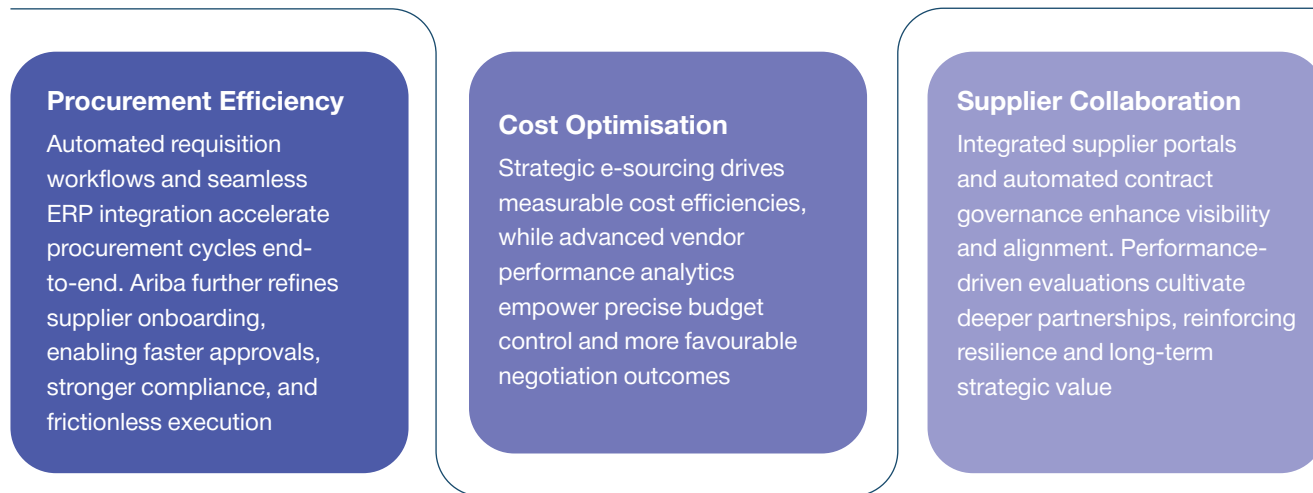 Procurement Efficiency
Automated requisition
workflows and seamless
ERP integration accelerate
procurement cycles end-
to-end. Ariba further refines
supplier onboarding,
enabling faster approvals,
stronger compliance, and
frictionless execution
Cost Optimisation
Strategic e-sourcing drives
measurable cost efficiencies,
while advanced vendor
performance analytics
empower precise budget
control and more favourable
negotiation outcomes
Supplier Collaboration
Integrated supplier portals
and automated contract
governance enhance visibility
and alignment. Performance-
driven evaluations cultivate
deeper partnerships, reinforcing
resilience and long-term
strategic value